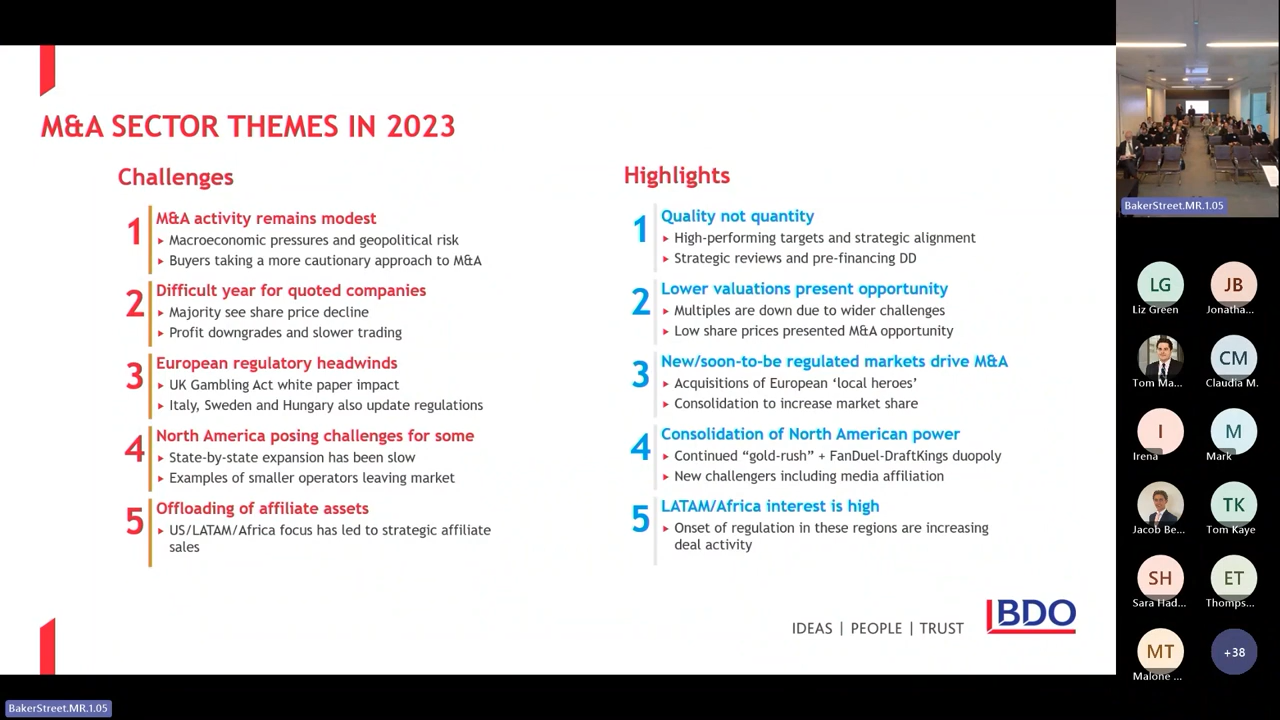 M&A SECTOR THEMES IN 2023
Challenges
1
M&A activity remains modest
Macroeconomic pressures and geopolitical risk
Buyers taking a more cautionary approach to M&A
2
Difficult year for quoted companies
Majority see share price decline
Profit downgrades and slower trading
3
European regulatory headwinds
UK Gambling Act white paper impact
Italy, Sweden and Hungary also update regulations
4
North America posing challenges for some
State-by-state expansion has been slow
Examples of smaller operators leaving market
5
Offloading of affiliate assets
US/LATAM/Africa focus has led to strategic affiliate
sales
Highlights
1
Quality not quantity
High-performing targets and strategic alignment
Strategic reviews and pre-financing DD
2
Lower valuations present opportunity
Multiples are down due to wider challenges
Low share prices presented M&A opportunity
3
New/soon-to-be regulated markets drive M&A
Acquisitions of European ‘local heroes’
Consolidation to increase market share
4
Consolidation of North American power
Continued “gold-rush” + FanDuel-DraftKings duopoly
New challengers including media affiliation
5
LATAM/Africa interest is high
Onset of regulation in these regions are increasing
deal activity
IDEAS | PEOPLE | TRUST
BDO
BakerStreet.MR.1.05
LG
Liz Green
JB
Jonatha...
Tom Ma...
CM
Claudia M.
I
Irena
M
Mark
Jacob Be...
TK
Tom Kaye
SH
Sara Had...
ET
Thomps...
MT
Malone ...
+38
BakerStreet.MR.1.05